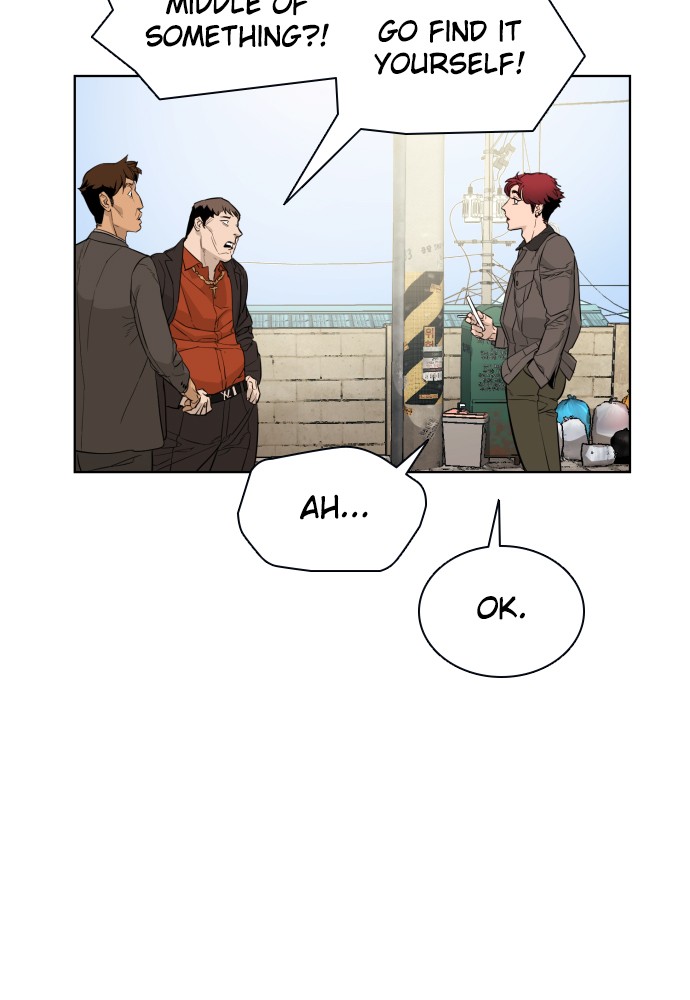 MIDDLE OF
SOMETHING?!
GO FIND IT
YOURSELF!
AH...
OK.